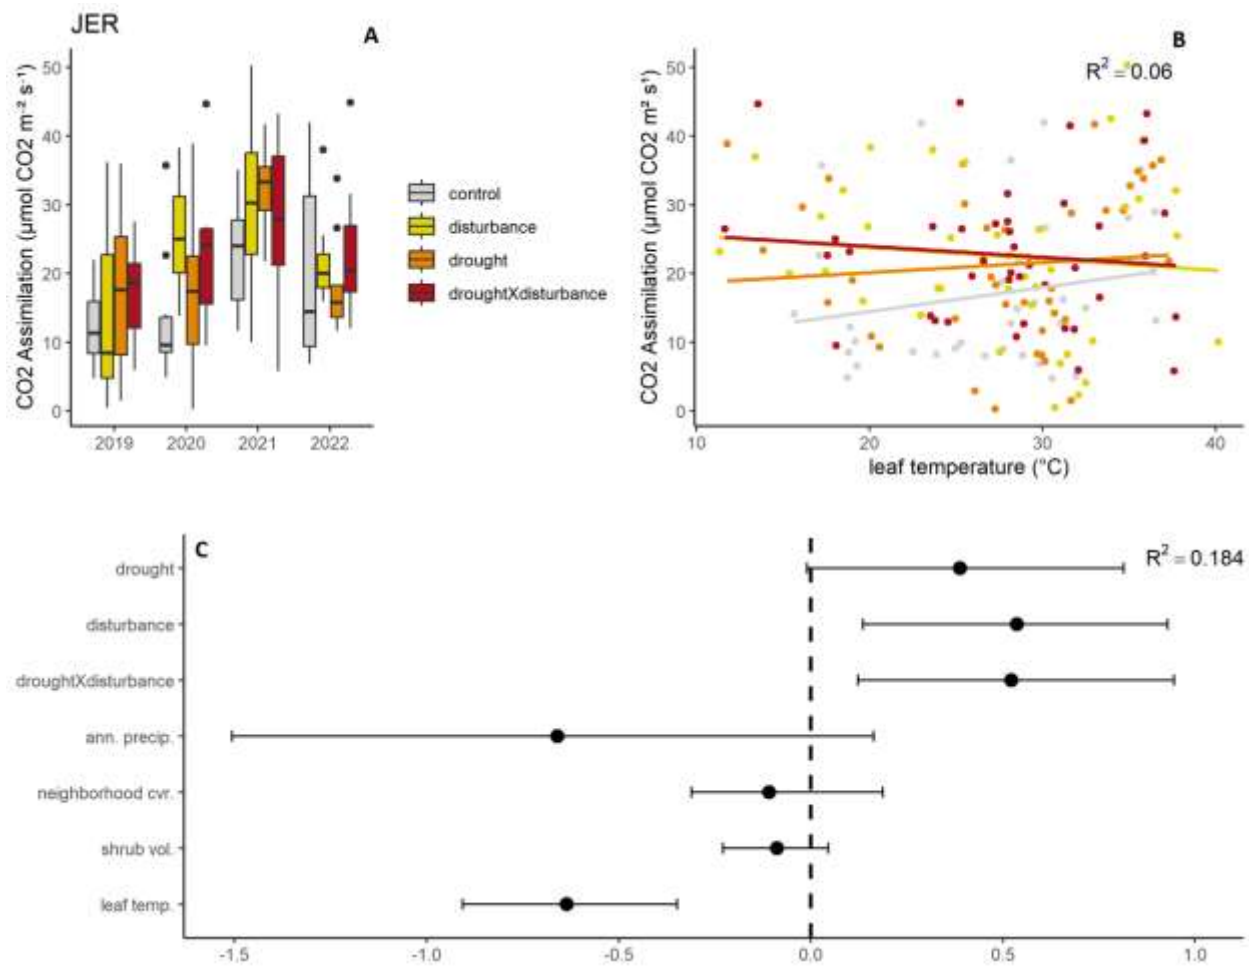 JER
A
CO2 Assimilation (µmol CO2 m⁻² s⁻¹)
50
40
30
20
10
0
2019 2020 2021 2022
control
disturbance
drought
droughtXdisturbance
B
R² = 0.06
CO2 Assimilation (µmol CO2 m² s¹)
50
40
30
20
10
0
10 20 30 40
leaf temperature (°C)
C
R² = 0.184
drought
disturbance
droughtXdisturbance
ann. precip.
neighborhood cvr.
shrub vol.
leaf temp.
-1.5 -1.0 -0.5 0.0 0.5 1.0